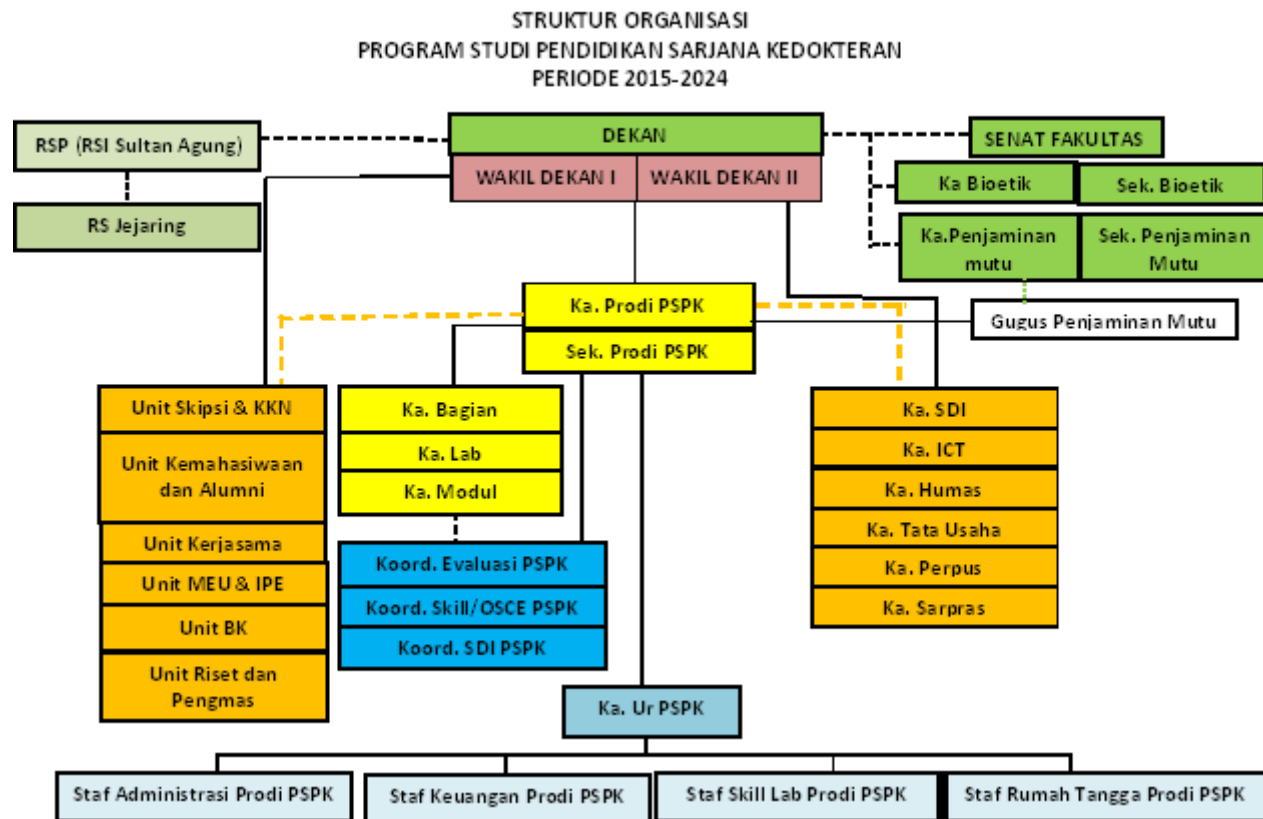 STRUKTUR ORGANISASI
PROGRAM STUDI PENDIDIKAN SARJANA KEDOKTERAN
PERIODE 2015-2024
RSP (RSI Sultan Agung)
DEKAN
SENAT FAKULTAS
WAKIL DEKAN I
WAKIL DEKAN II
Ka Bioetik
Sek. Bioetik
RS Jejaring
Ka.Penjaminan
mutu
Sek. Penjaminan
Mutu
Ka. Prodi PSPK
Gugus Penjaminan Mutu
Sek. Prodi PSPK
Unit Skipsi & KKN
Unit Kemahasiwaan
dan Alumni
Unit Kerjasama
Unit MEU & IPE
Unit BK
Unit Riset dan
Pengmas
Ka. Bagian
Ka. Lab
Ka. Modul
Koord. Evaluasi PSPK
Koord. Skill/OSCE PSPK
Koord. SDI PSPK
Ka. SDI
Ka. ICT
Ka. Humas
Ka. Tata Usaha
Ka. Perpus
Ka. Sarpras
Ka. Ur PSPK
Staf Administrasi Prodi PSPK
Staf Keuangan Prodi PSPK
Staf Skill Lab Prodi PSPK
Staf Rumah Tangga Prodi PSPK